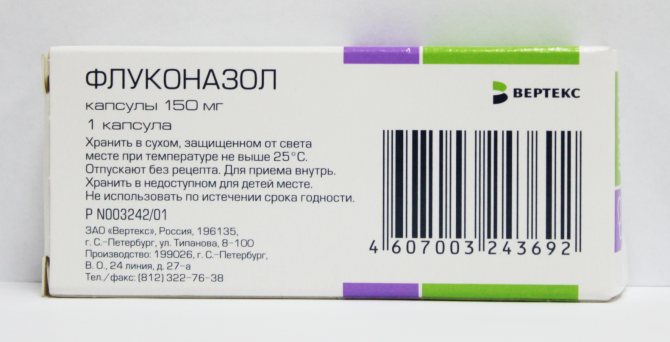 ФЛУКОНАЗОЛ
капсулы 150 мг
1 капсула
Хранить в сухом, защищенном от света
месте при температуре не выше 25°С.
Отпускают без рецепта. Для приема внутрь.
Хранить в недоступном для детей месте.
Не использовать по истечении срока годности.
Р N003242/01
ЗАО «Вертекс», Россия, 196135,
г. С.-Петербург, ул. Типанова, 8-100
Производство: 199026, г. С.-Петербург,
В. О., 24 линия, д. 27-а
Тел./факс: (812) 322-76-38
ВЕРТЕКС
4 607003 243692